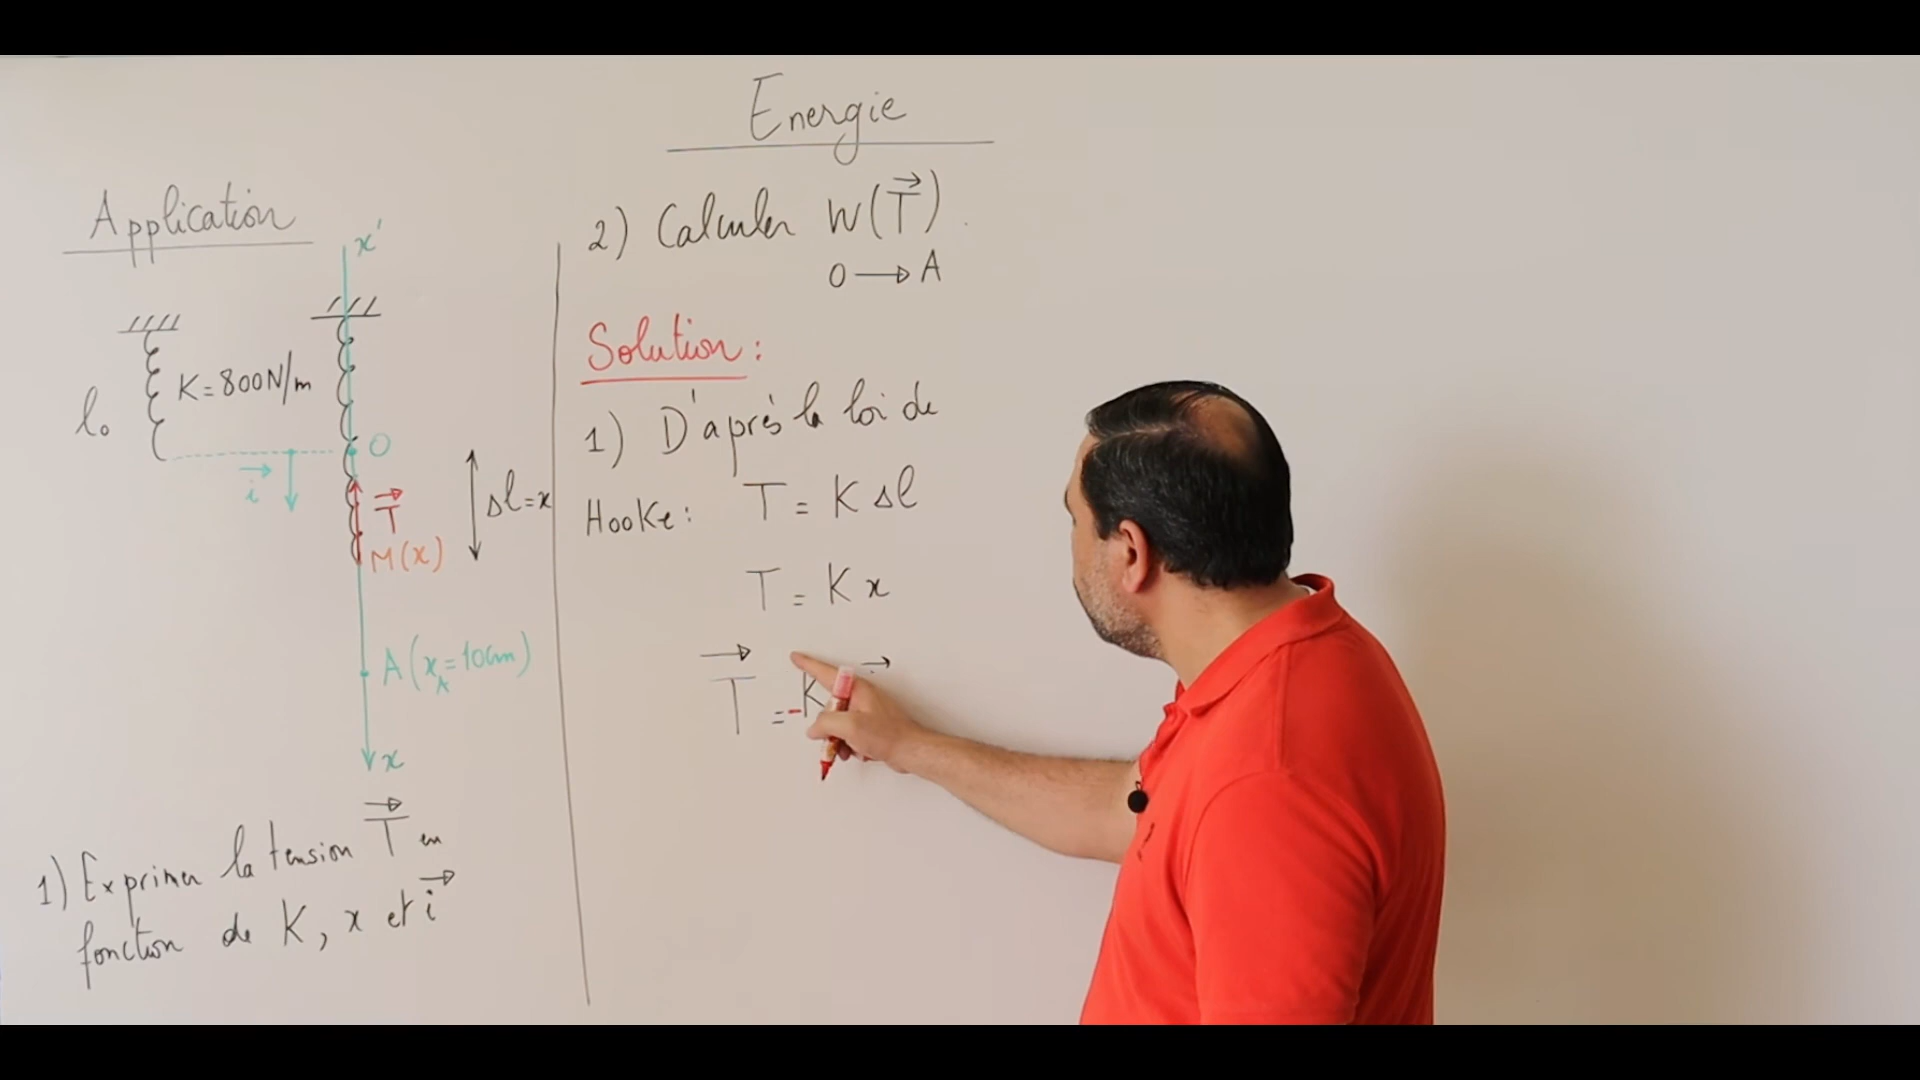 Energie
Application
x'
l₀
K=800N/m
O
i
T
M(x)
Δl=x
A(x_A=10cm)
x
1) Exprimer la tension T en
fonction de K, x et i
2) Calculer W(T)
O→A
Solution:
1) D'après la loi de
Hooke: T = K Δl
T = K x
T = -K